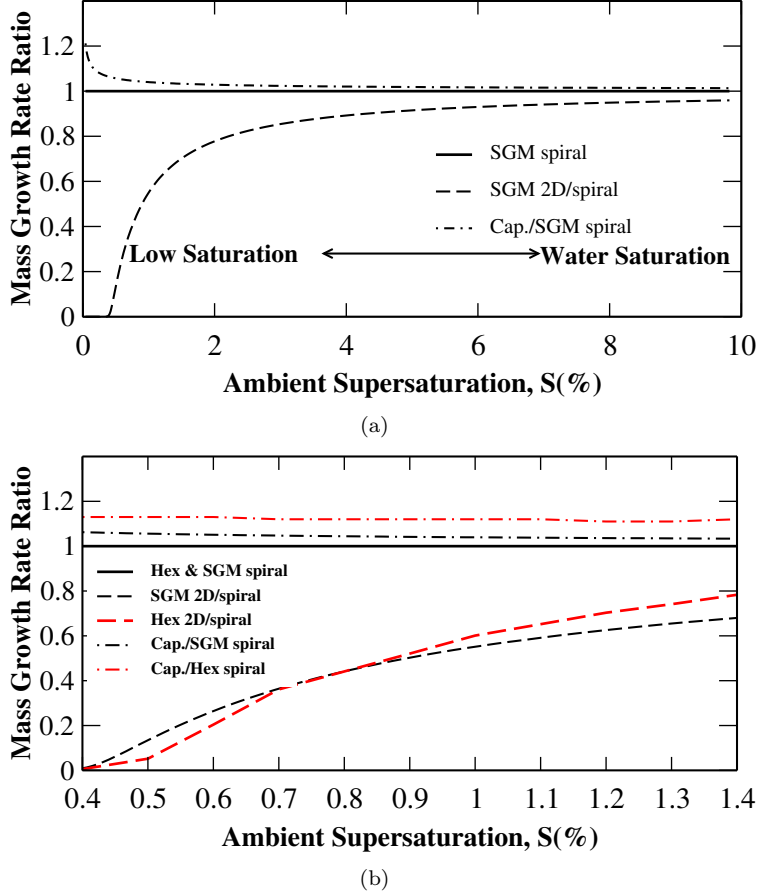 Mass Growth Rate Ratio
1.2
1
0.8
0.6
0.4
0.2
0
SGM spiral
SGM 2D/spiral
Cap./SGM spiral
Low Saturation
Water Saturation
0 2 4 6 8 10
Ambient Supersaturation, S(%)
(a)
Mass Growth Rate Ratio
1.2
1
0.8
0.6
0.4
0.2
0
Hex & SGM spiral
SGM 2D/spiral
Hex 2D/spiral
Cap./SGM spiral
Cap./Hex spiral
0.4 0.5 0.6 0.7 0.8 0.9 1 1.1 1.2 1.3 1.4
Ambient Supersaturation, S(%)
(b)